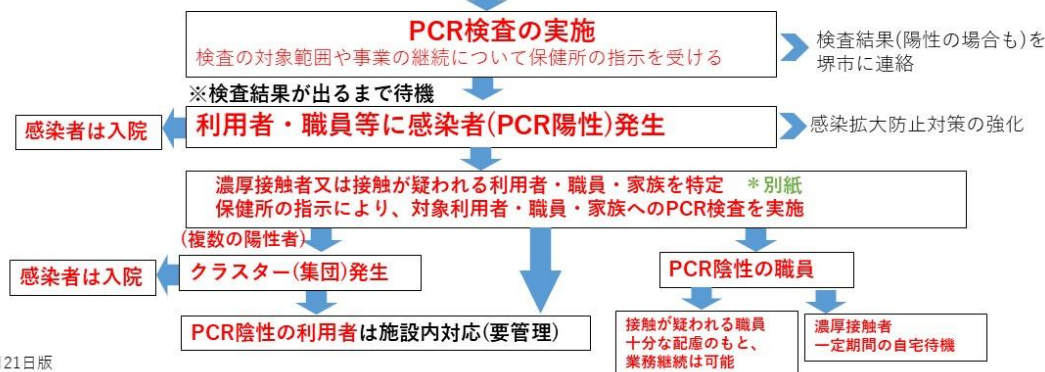 PCR検査の実施
検査の対象範囲や事業の継続について保健所の指示を受ける
検査結果(陽性の場合も)を
堺市に連絡
※検査結果が出るまで待機
感染者は入院
利用者・職員等に感染者(PCR陽性)発生
感染拡大防止対策の強化
濃厚接触者又は接触が疑われる利用者・職員・家族を特定 *別紙
保健所の指示により、対象利用者・職員・家族へのPCR検査を実施
(複数の陽性者)
感染者は入院
クラスター(集団)発生
PCR陰性の職員
PCR陰性の利用者は施設内対応(要管理)
接触が疑われる職員
十分な配慮のもと、
業務継続は可能
濃厚接触者
一定期間の自宅待機
月21日版